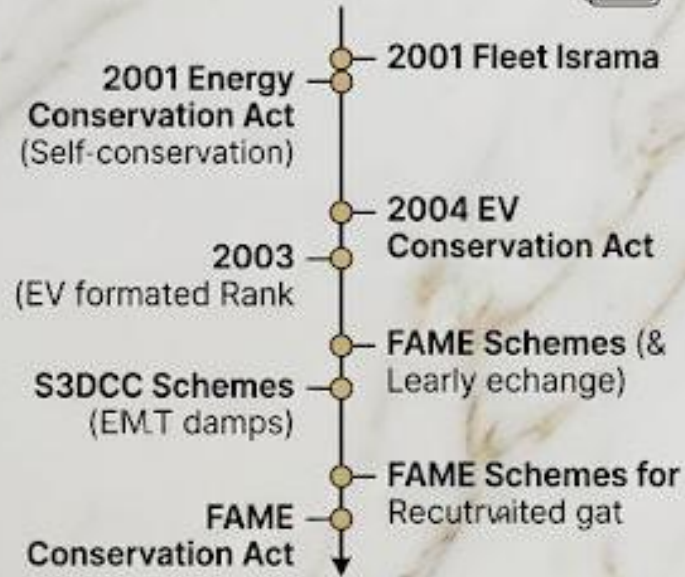 2001 Fleet Israma
2001 Energy
Conservation Act
(Self-conservation)
2004 EV
Conservation Act
2003
(EV formated Rank
FAME Schemes (&
Learly echange)
S3DCC Schemes
(EM.T damps)
FAME Schemes for
Recutruaited gat
FAME
Conservation Act